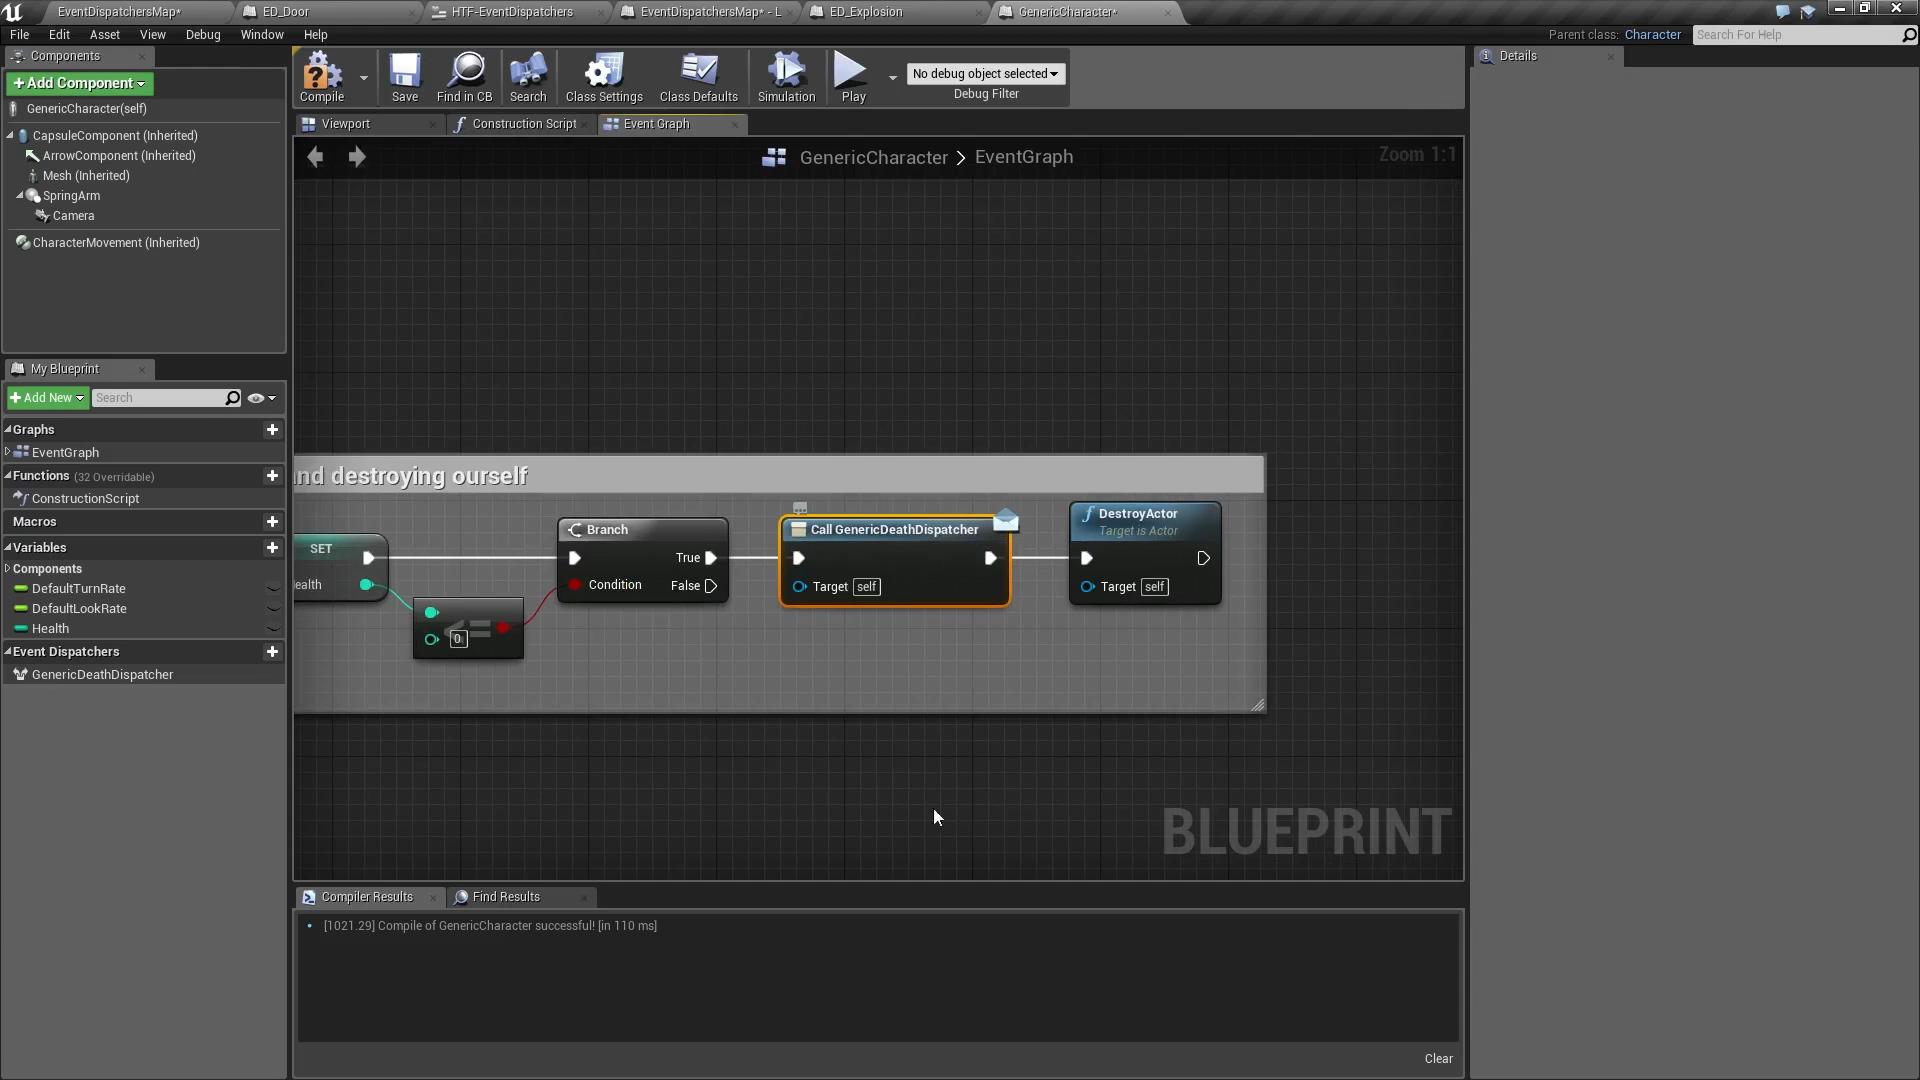 EventDispatchersMap*
ED_Door
HTF-EventDispatchers
EventDispatchersMap* - L
ED_Explosion
GenericCharacter*
File Edit Asset View Debug Window Help
Parent class: Character
Search For Help
Components
+Add Component
GenericCharacter(self)
CapsuleComponent (Inherited)
ArrowComponent (Inherited)
Mesh (Inherited)
SpringArm
Camera
CharacterMovement (Inherited)
My Blueprint
+Add New
Search
Graphs
EventGraph
Functions (32 Overridable)
ConstructionScript
Macros
Variables
Components
DefaultTurnRate
DefaultLookRate
Health
Event Dispatchers
GenericDeathDispatcher
Compile
Save
Find in CB
Search
Class Settings
Class Defaults
Simulation
Play
No debug object selected
Debug Filter
Viewport
Construction Script
Event Graph
GenericCharacter > EventGraph
Zoom 1:1
and destroying ourself
SET
ealth
<=
0
Branch
True
Condition
False
Call GenericDeathDispatcher
Target self
DestroyActor
Target is Actor
Target self
BLUEPRINT
Compiler Results
Find Results
[1021.29] Compile of GenericCharacter successful! [in 110 ms]
Clear
Details